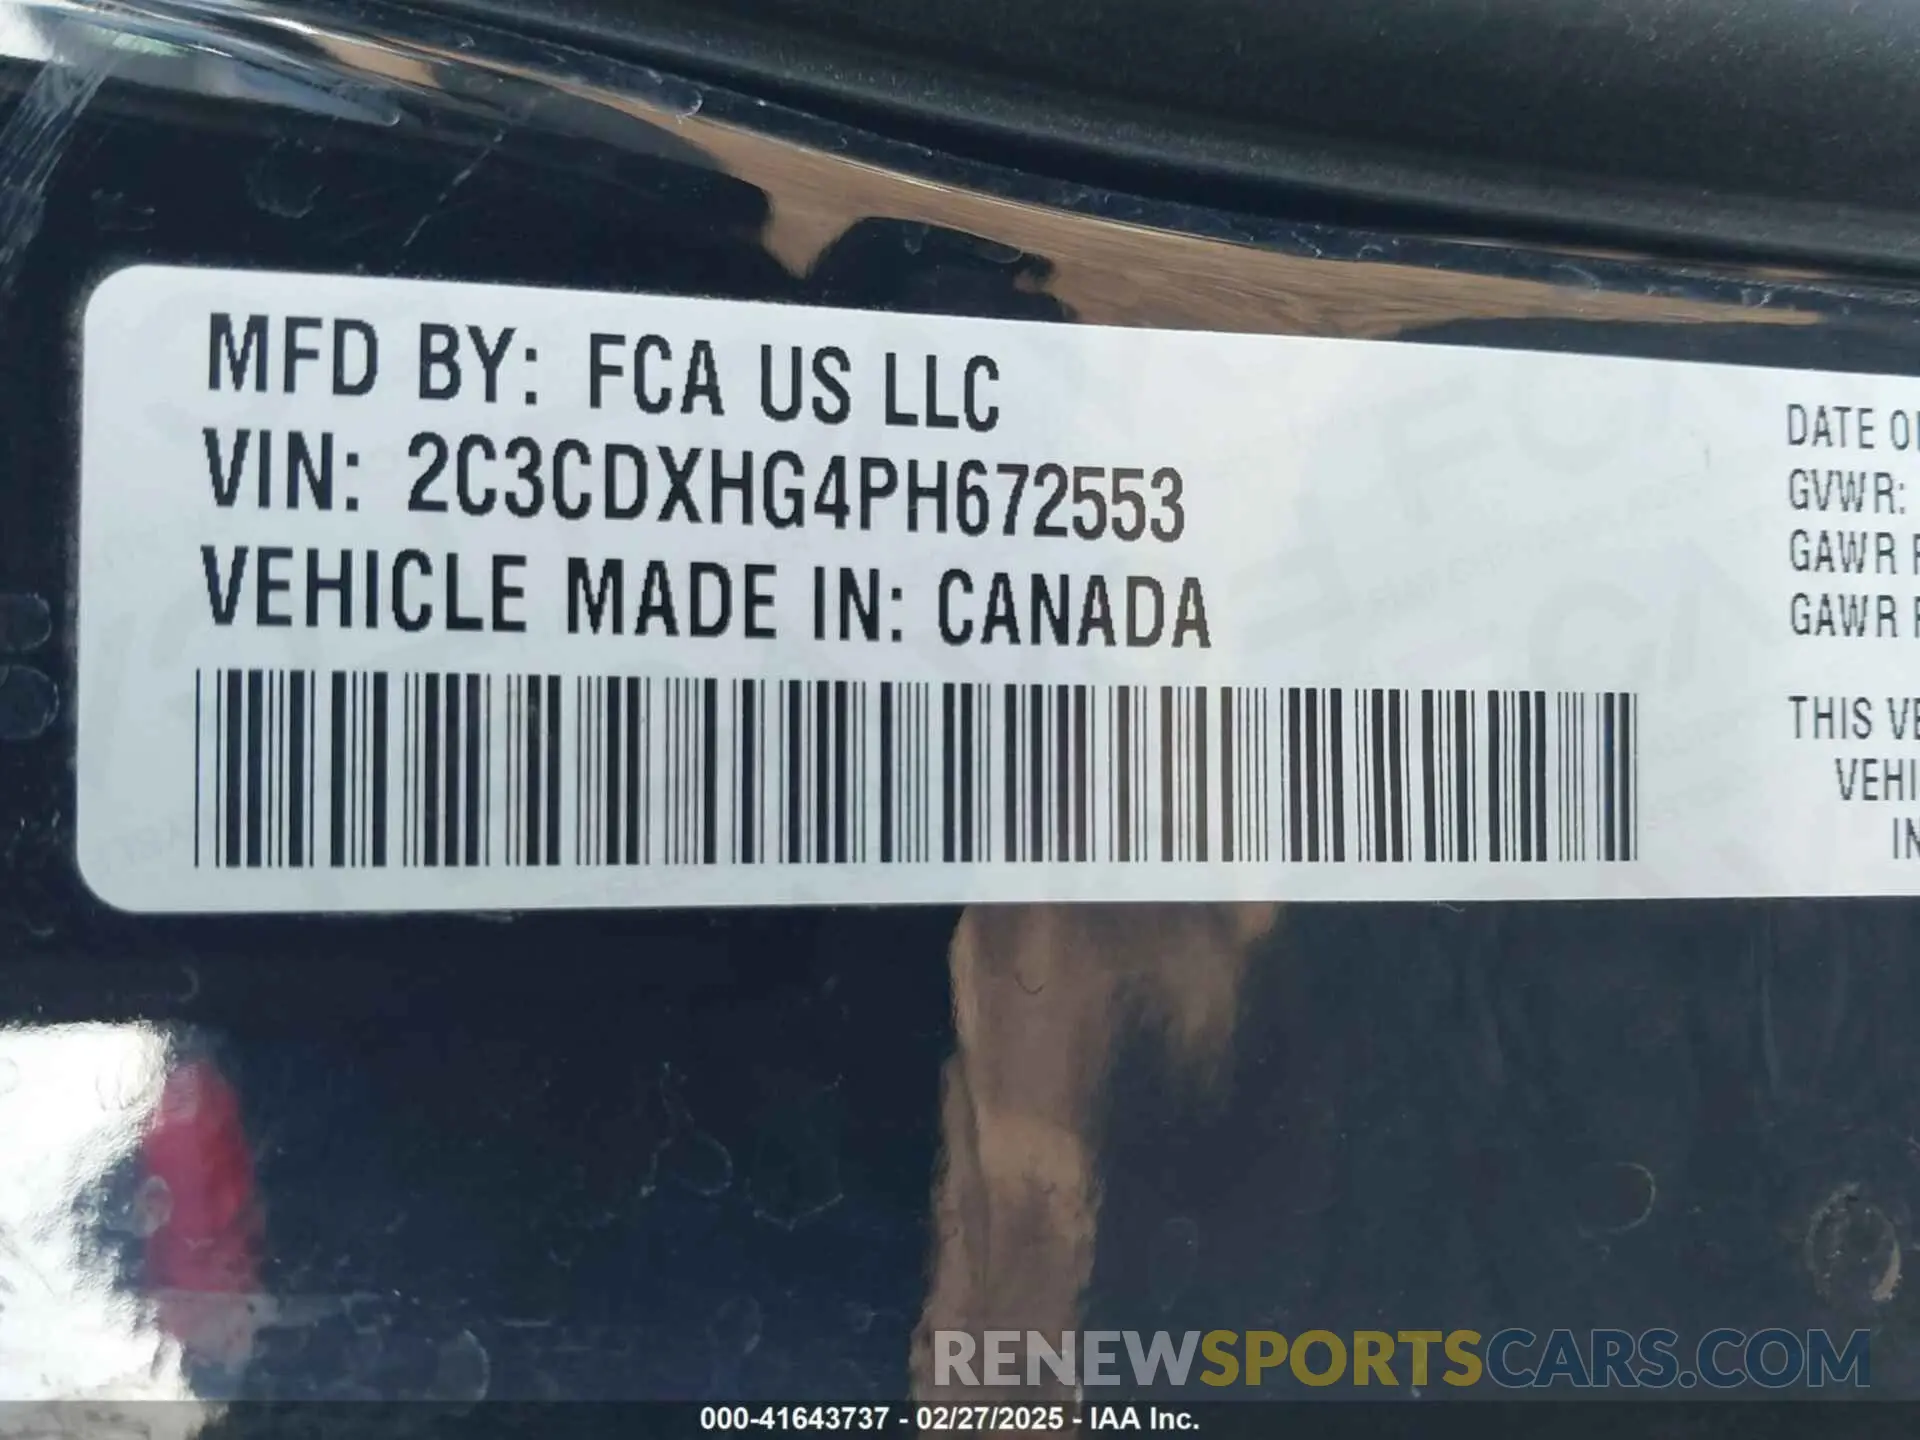 MFD BY: FCA US LLC
VIN: 2C3CDXHG4PH672553
VEHICLE MADE IN: CANADA
DATE O
GVWR:
GAWR F
GAWR F
THIS VE
VEHI
IN
RENEWSPORTSCARS.COM
000-41643737 - 02/27/2025 - IAA Inc.